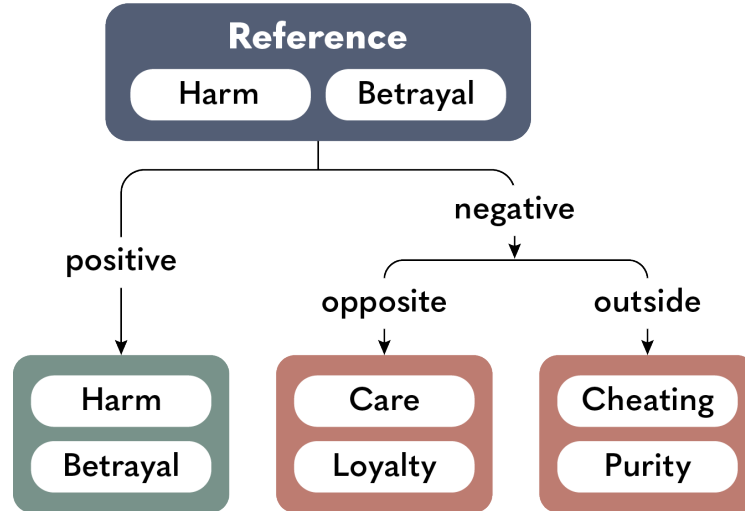 Reference
Harm Betrayal
negative
positive
opposite outside
Harm Care Cheating
Betrayal Loyalty Purity